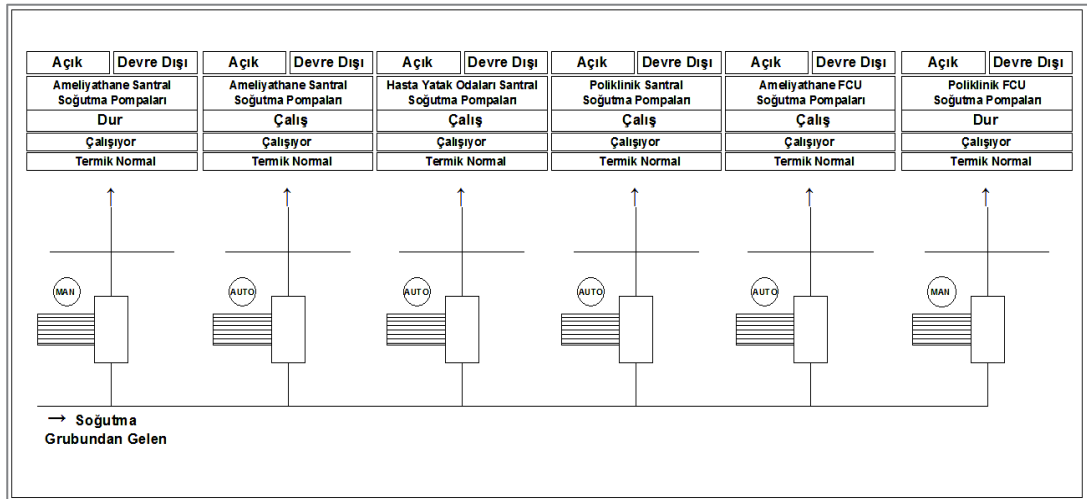 Açık Devre Dışı Açık Devre Dışı Açık Devre Dışı Açık Devre Dışı Açık Devre Dışı Açık Devre Dışı
Ameliyathane Santral
Soğutma Pompaları
Dur
Çalışıyor
Termik Normal
Ameliyathane Santral
Soğutma Pompaları
Çalış
Çalışıyor
Termik Normal
Hasta Yatak Odaları Santral
Soğutma Pompaları
Çalış
Çalışıyor
Termik Normal
Poliklinik Santral
Soğutma Pompaları
Çalış
Çalışıyor
Termik Normal
Ameliyathane FCU
Soğutma Pompaları
Çalış
Çalışıyor
Termik Normal
Poliklinik FCU
Soğutma Pompaları
Dur
Çalışıyor
Termik Normal
MAN AUTO AUTO AUTO AUTO MAN
→ Soğutma
Grubundan Gelen